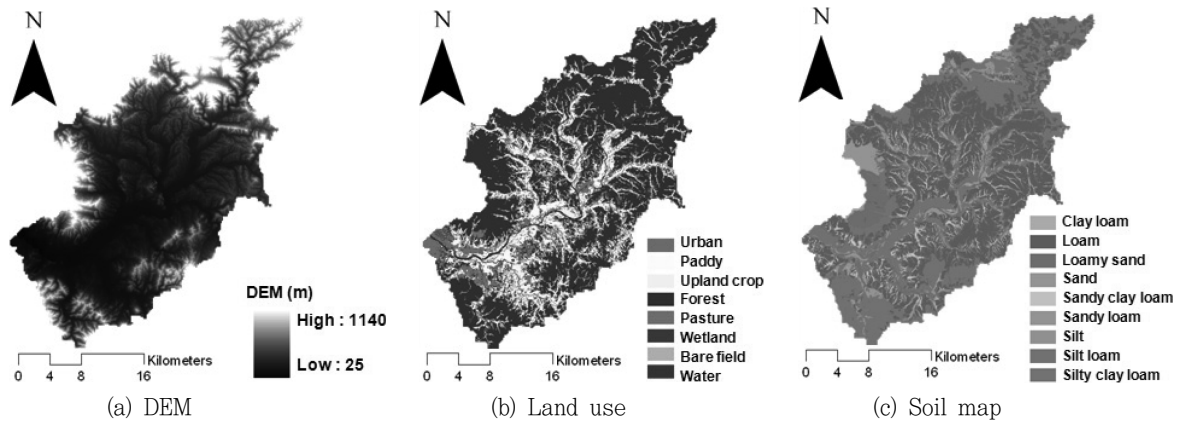 N
DEM (m)
High : 1140
Low : 25
Kilometers
0 4 8 16
(a) DEM
N
Urban
Paddy
Upland crop
Forest
Pasture
Wetland
Bare field
Water
Kilometers
0 4 8 16
(b) Land use
N
Clay loam
Loam
Loamy sand
Sand
Sandy clay loam
Sandy loam
Silt
Silt loam
Silty clay loam
Kilometers
0 4 8 16
(c) Soil map